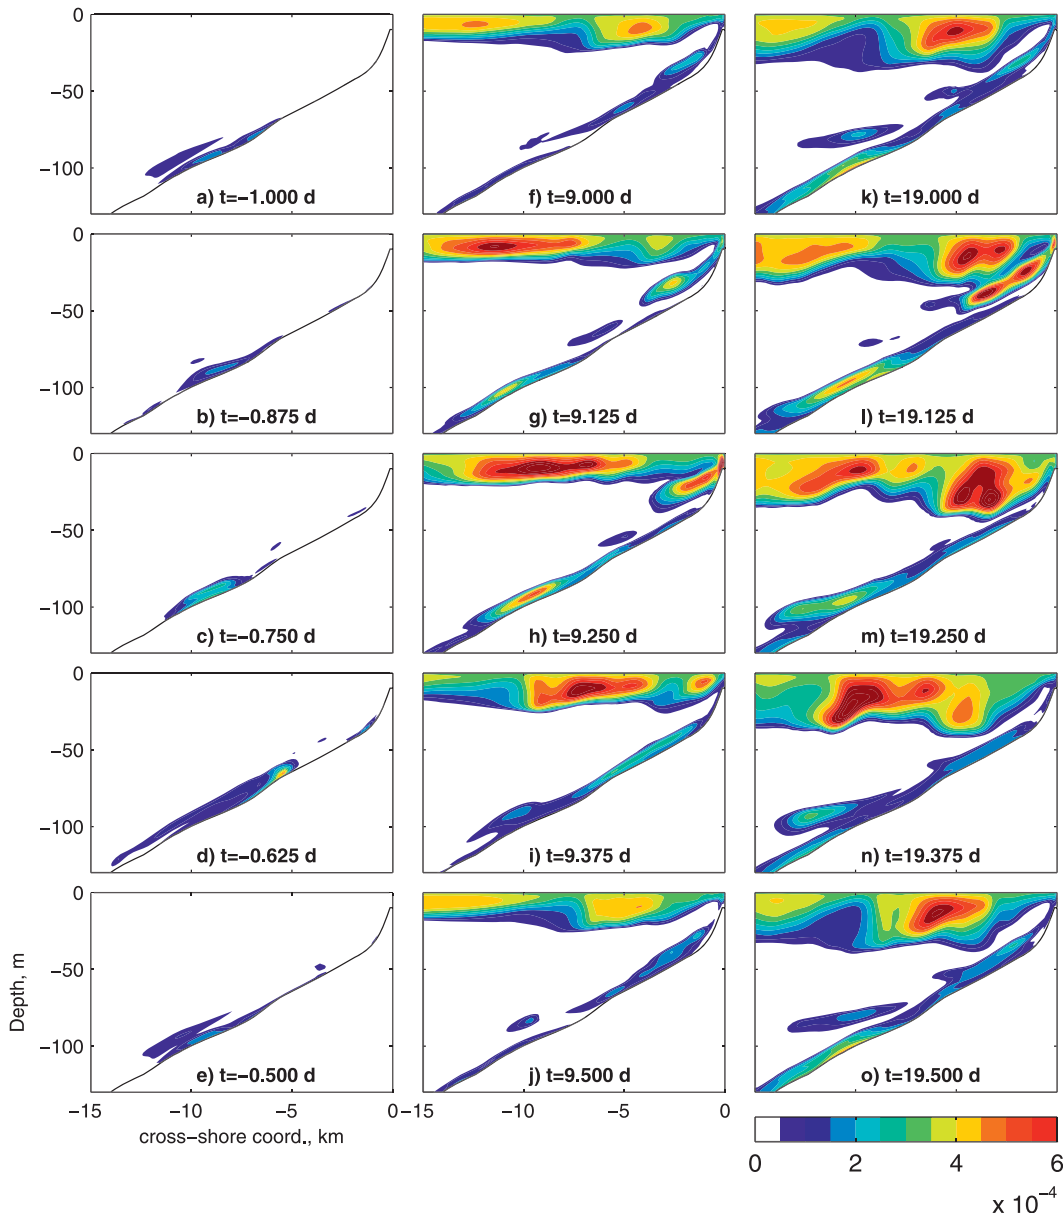 0
−50
−100
a) t=−1.000 d
f) t=9.000 d
k) t=19.000 d
0
−50
−100
b) t=−0.875 d
g) t=9.125 d
l) t=19.125 d
0
−50
−100
c) t=−0.750 d
h) t=9.250 d
m) t=19.250 d
0
−50
−100
d) t=−0.625 d
i) t=9.375 d
n) t=19.375 d
0
−50
−100
Depth, m
e) t=−0.500 d
j) t=9.500 d
o) t=19.500 d
−15 −10 −5 0
−15 −10 −5 0
cross−shore coord., km
0 2 4 6
x 10⁻⁴